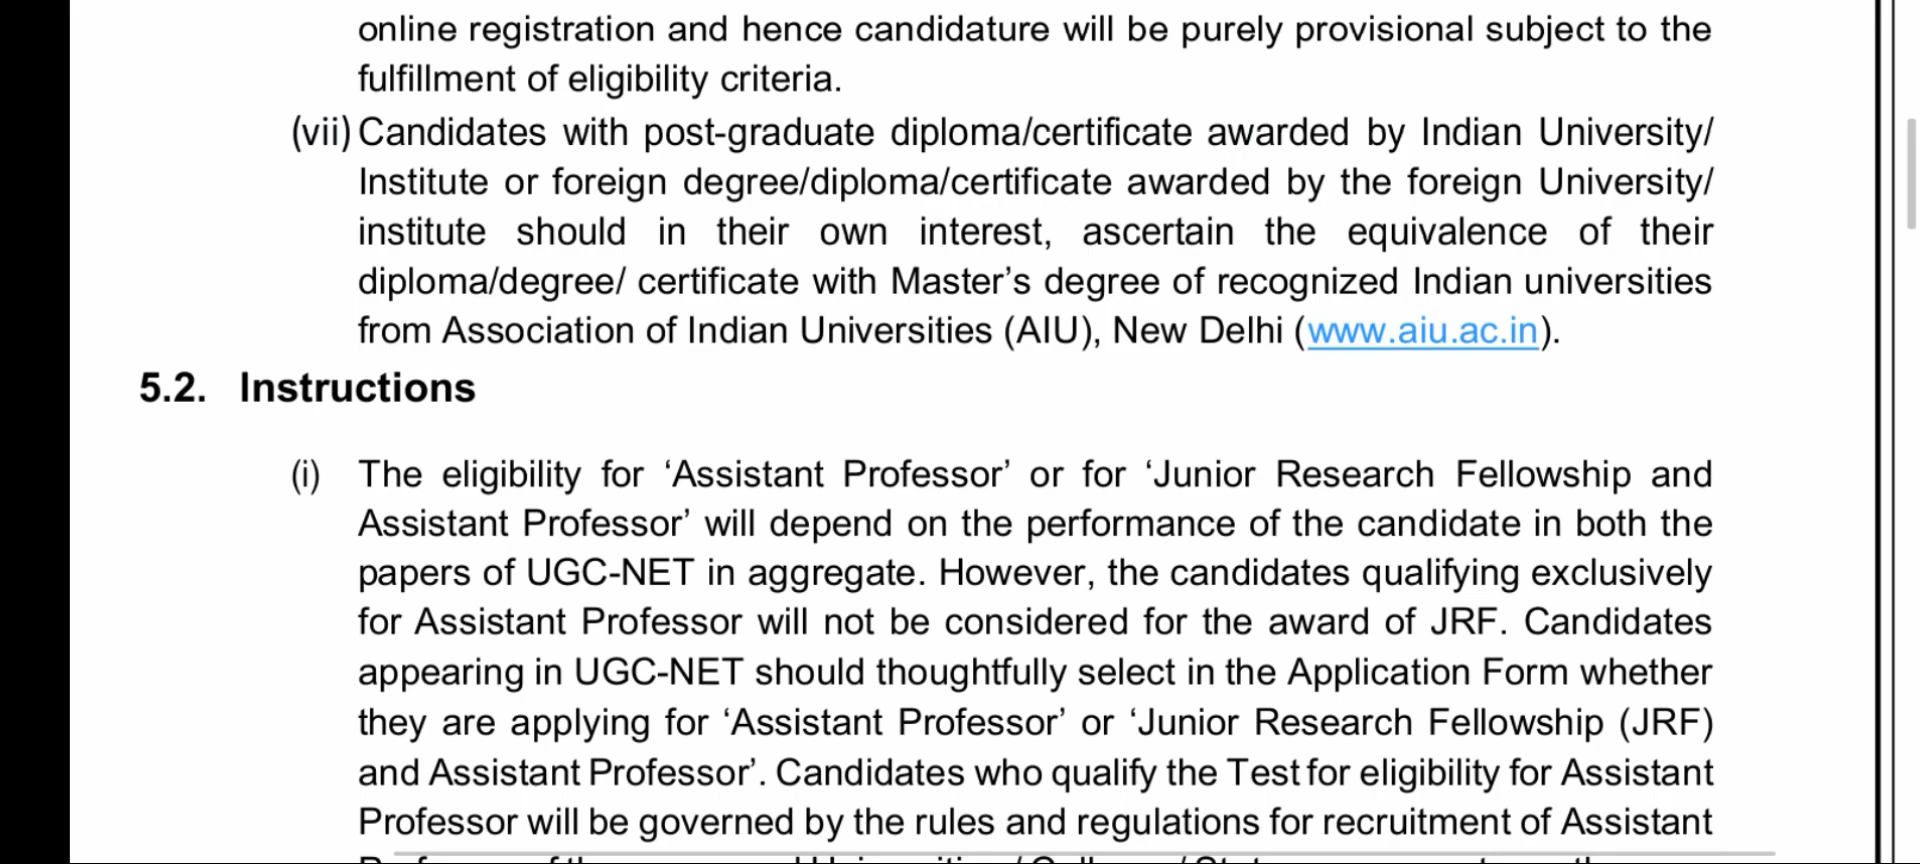 online registration and hence candidature will be purely provisional subject to the
fulfillment of eligibility criteria.
(vii) Candidates with post-graduate diploma/certificate awarded by Indian University/
Institute or foreign degree/diploma/certificate awarded by the foreign University/
institute should in their own interest, ascertain the equivalence of their
diploma/degree/ certificate with Master’s degree of recognized Indian universities
from Association of Indian Universities (AIU), New Delhi (www.aiu.ac.in).
5.2. Instructions
(i) The eligibility for ‘Assistant Professor’ or for ‘Junior Research Fellowship and
Assistant Professor’ will depend on the performance of the candidate in both the
papers of UGC-NET in aggregate. However, the candidates qualifying exclusively
for Assistant Professor will not be considered for the award of JRF. Candidates
appearing in UGC-NET should thoughtfully select in the Application Form whether
they are applying for ‘Assistant Professor’ or ‘Junior Research Fellowship (JRF)
and Assistant Professor’. Candidates who qualify the Test for eligibility for Assistant
Professor will be governed by the rules and regulations for recruitment of Assistant